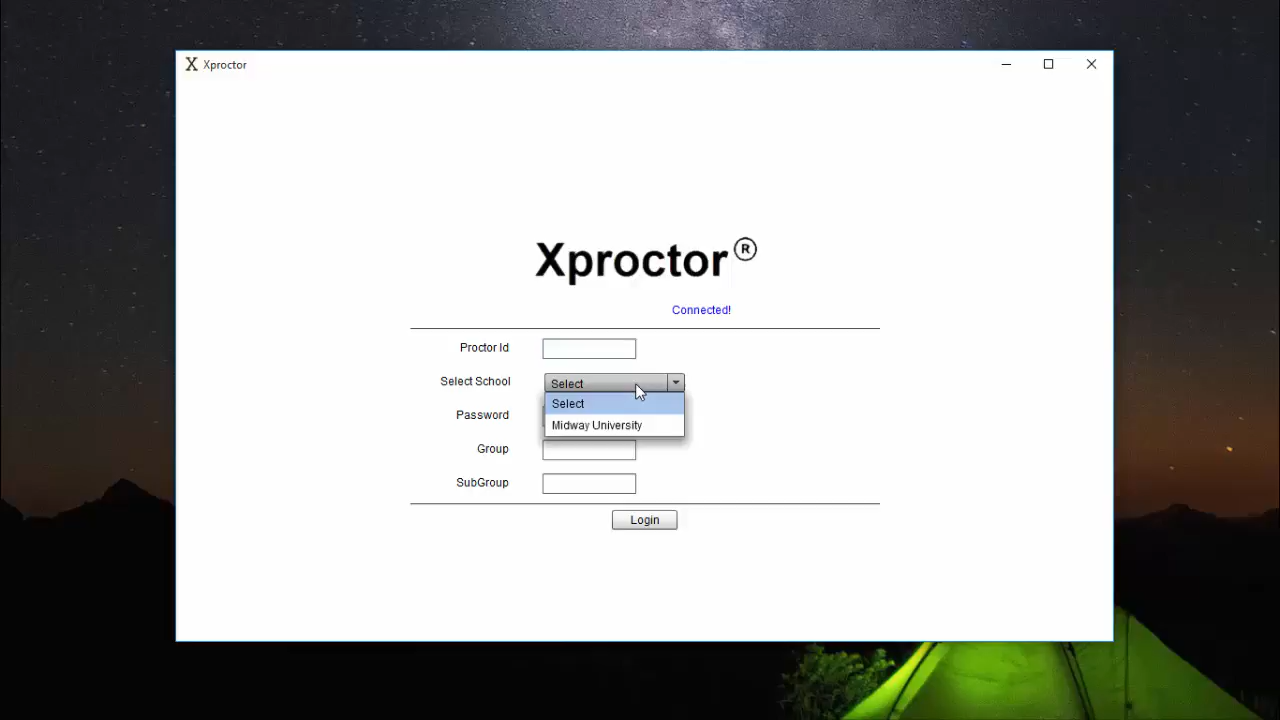 X Xproctor
Xproctor ®
Connected!
Proctor Id
Select School Select
Select
Password
Midway University
Group
SubGroup
Login